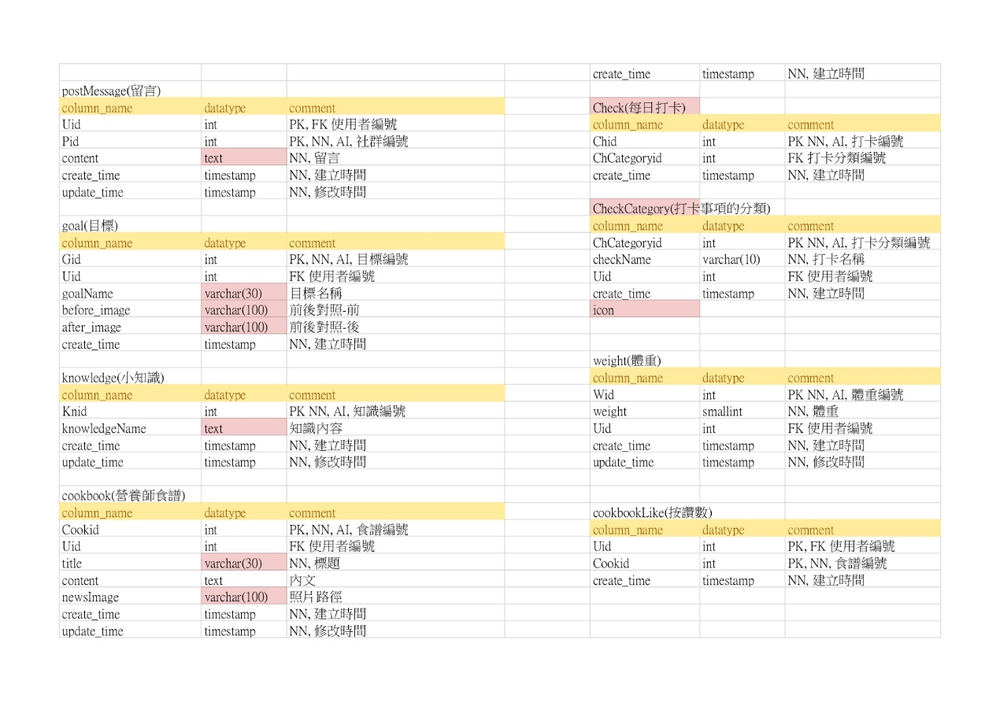 create_time timestamp NN, 建立時間
postMessage(留言)
column_name datatype comment
Uid int PK, FK 使用者編號
Pid int PK, NN, AI, 社群編號
content text NN, 留言
create_time timestamp NN, 建立時間
update_time timestamp NN, 修改時間
goal(目標)
column_name datatype comment
Gid int PK, NN, AI, 目標編號
Uid int FK 使用者編號
goalName varchar(30) 目標名稱
before_image varchar(100) 前後對照-前
after_image varchar(100) 前後對照-後
create_time timestamp NN, 建立時間
knowledge(小知識)
column_name datatype comment
Knid int PK NN, AI, 知識編號
knowledgeName text 知識內容
create_time timestamp NN, 建立時間
update_time timestamp NN, 修改時間
cookbook(營養師食譜)
column_name datatype comment
Cookid int PK, NN, AI, 食譜編號
Uid int FK 使用者編號
title varchar(30) NN, 標題
content text 內文
newsImage varchar(100) 照片路徑
create_time timestamp NN, 建立時間
update_time timestamp NN, 修改時間
Check(每日打卡)
column_name datatype comment
Chid int PK NN, AI, 打卡編號
ChCategoryid int FK 打卡分類編號
create_time timestamp NN, 建立時間
CheckCategory(打卡事項的分類)
column_name datatype comment
ChCategoryid int PK NN, AI, 打卡分類編號
checkName varchar(10) NN, 打卡名稱
Uid int FK 使用者編號
create_time timestamp NN, 建立時間
icon
weight(體重)
column_name datatype comment
Wid int PK NN, AI, 體重編號
weight smallint NN, 體重
Uid int FK 使用者編號
create_time timestamp NN, 建立時間
update_time timestamp NN, 修改時間
cookbookLike(按讚數)
column_name datatype comment
Uid int PK, FK 使用者編號
Cookid int PK, NN, 食譜編號
create_time timestamp NN, 建立時間